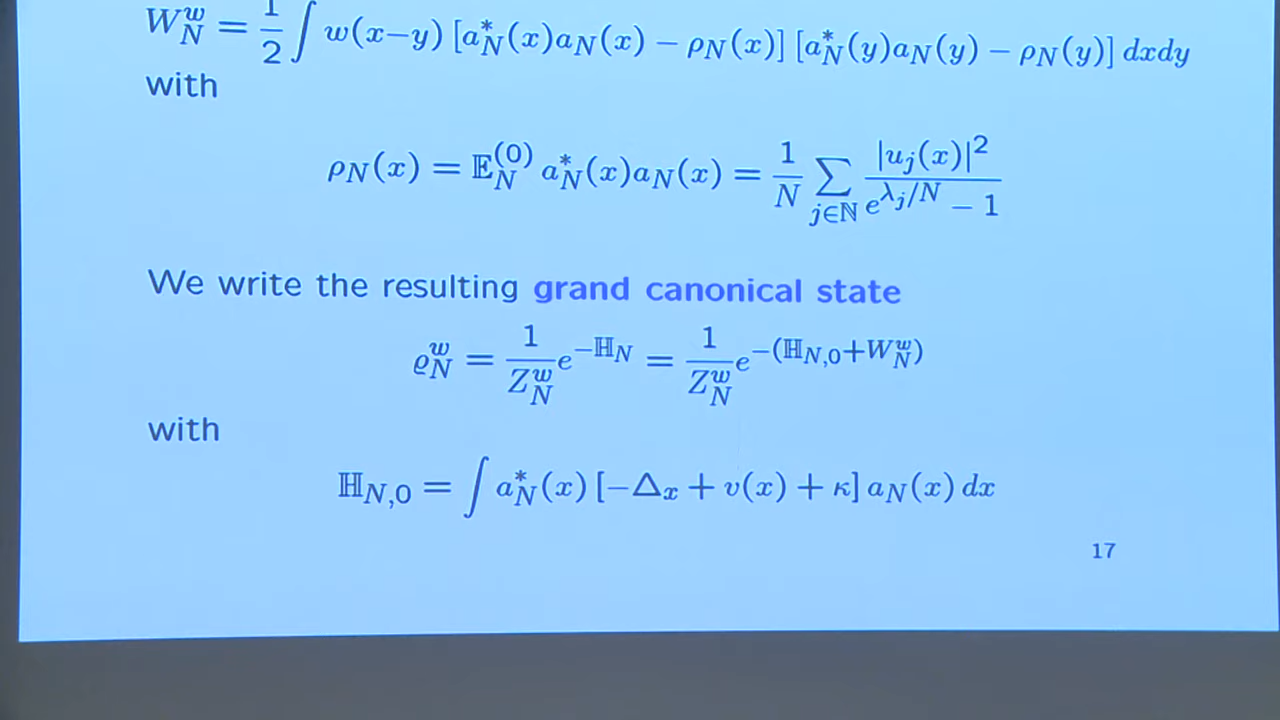 W_N^w = 1/2 ∫ w(x−y) [a_N^*(x)a_N(x) − ρ_N(x)] [a_N^*(y)a_N(y) − ρ_N(y)] dxdy
with
ρ_N(x) = 𝔼_N^{(0)} a_N^*(x)a_N(x) = 1/N ∑_{j∈ℕ} |u_j(x)|^2 / (e^{λ_j/N} − 1)
We write the resulting grand canonical state
ϱ_N^w = 1/Z_N^w e^{−ℍ_N} = 1/Z_N^w e^{−(ℍ_{N,0}+W_N^w)}
with
ℍ_{N,0} = ∫ a_N^*(x) [−Δ_x + v(x) + κ] a_N(x) dx
17